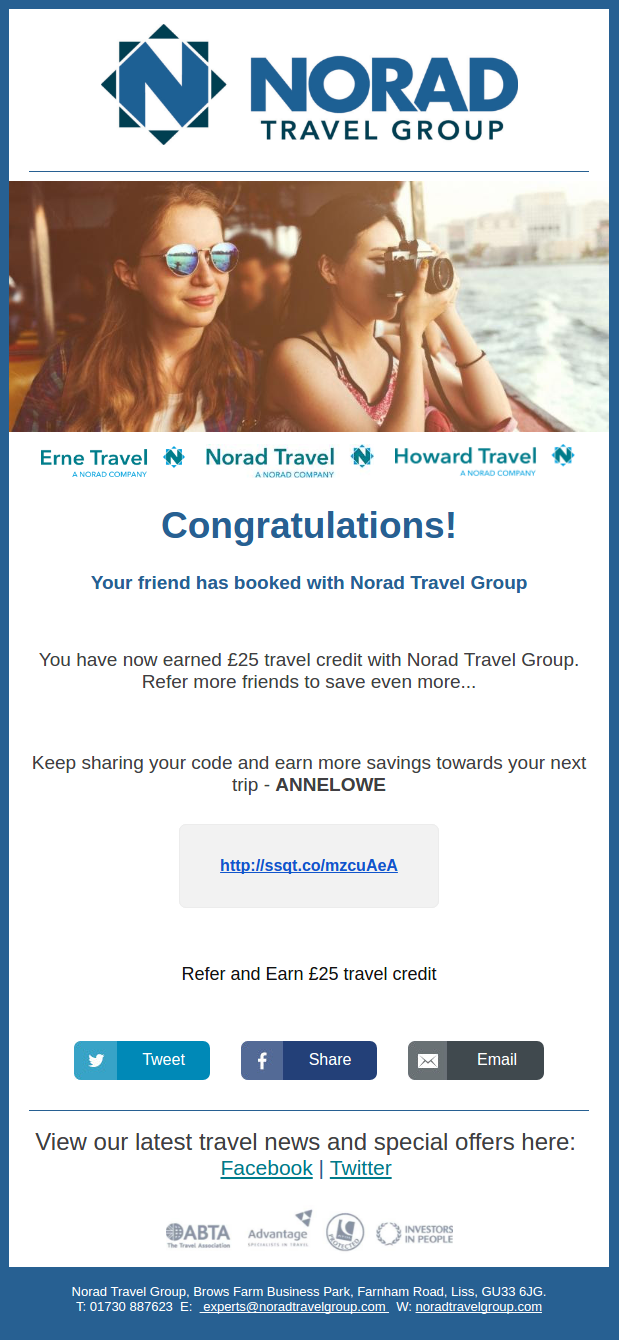 NORAD
TRAVEL GROUP
Erne Travel
A NORAD COMPANY
Norad Travel
A NORAD COMPANY
Howard Travel
A NORAD COMPANY
Congratulations!
Your friend has booked with Norad Travel Group
You have now earned £25 travel credit with Norad Travel Group.
Refer more friends to save even more...
Keep sharing your code and earn more savings towards your next
trip - ANNELOWE
http://ssqt.co/mzcuAeA
Refer and Earn £25 travel credit
Tweet
Share
Email
View our latest travel news and special offers here:
Facebook | Twitter
ABTA
The Travel Association
Advantage
SPECIALISTS IN TRAVEL
PROTECTED
INVESTORS
IN PEOPLE
Norad Travel Group, Brows Farm Business Park, Farnham Road, Liss, GU33 6JG.
T: 01730 887623 E: experts@noradtravelgroup.com W: noradtravelgroup.com